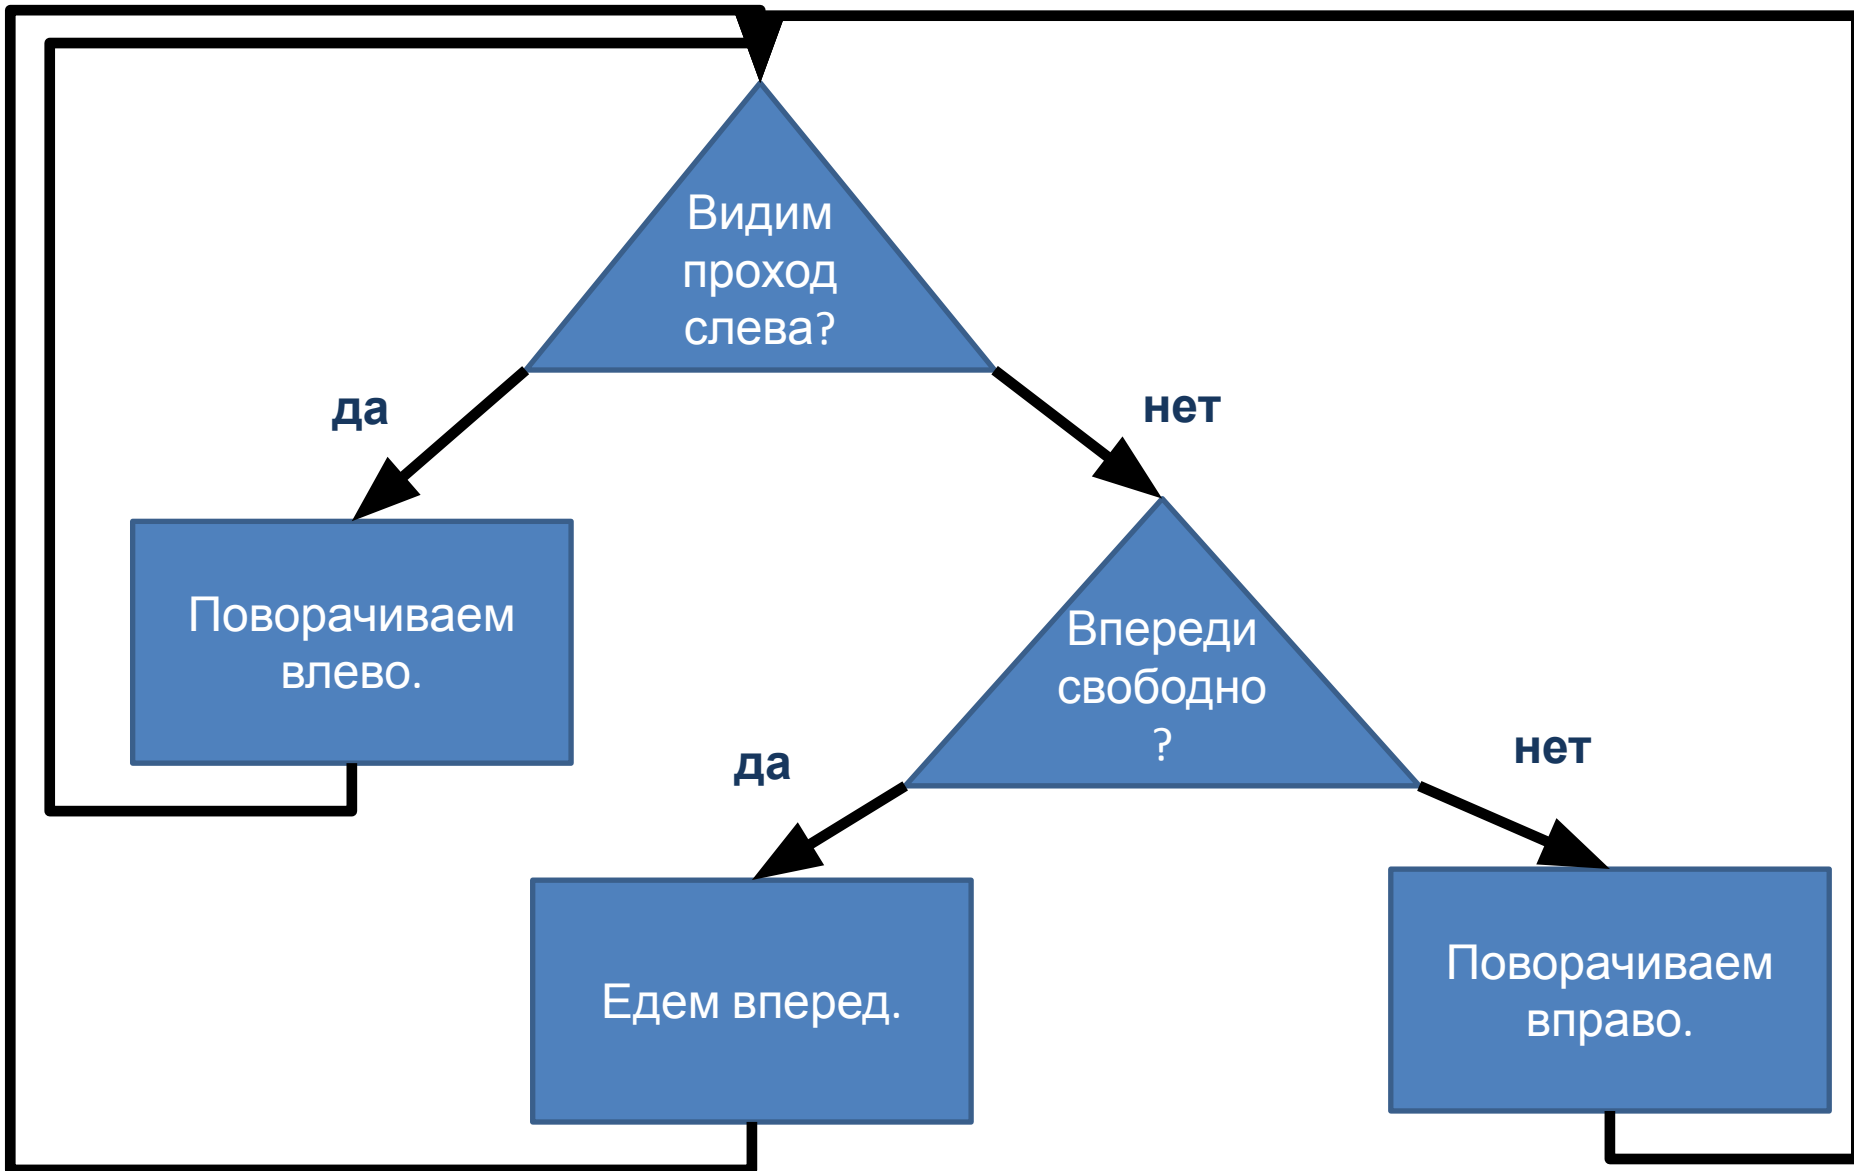 Видим
проход
слева?
да
нет
Поворачиваем
влево.
Впереди
свободно
?
да
нет
Едем вперед.
Поворачиваем
вправо.